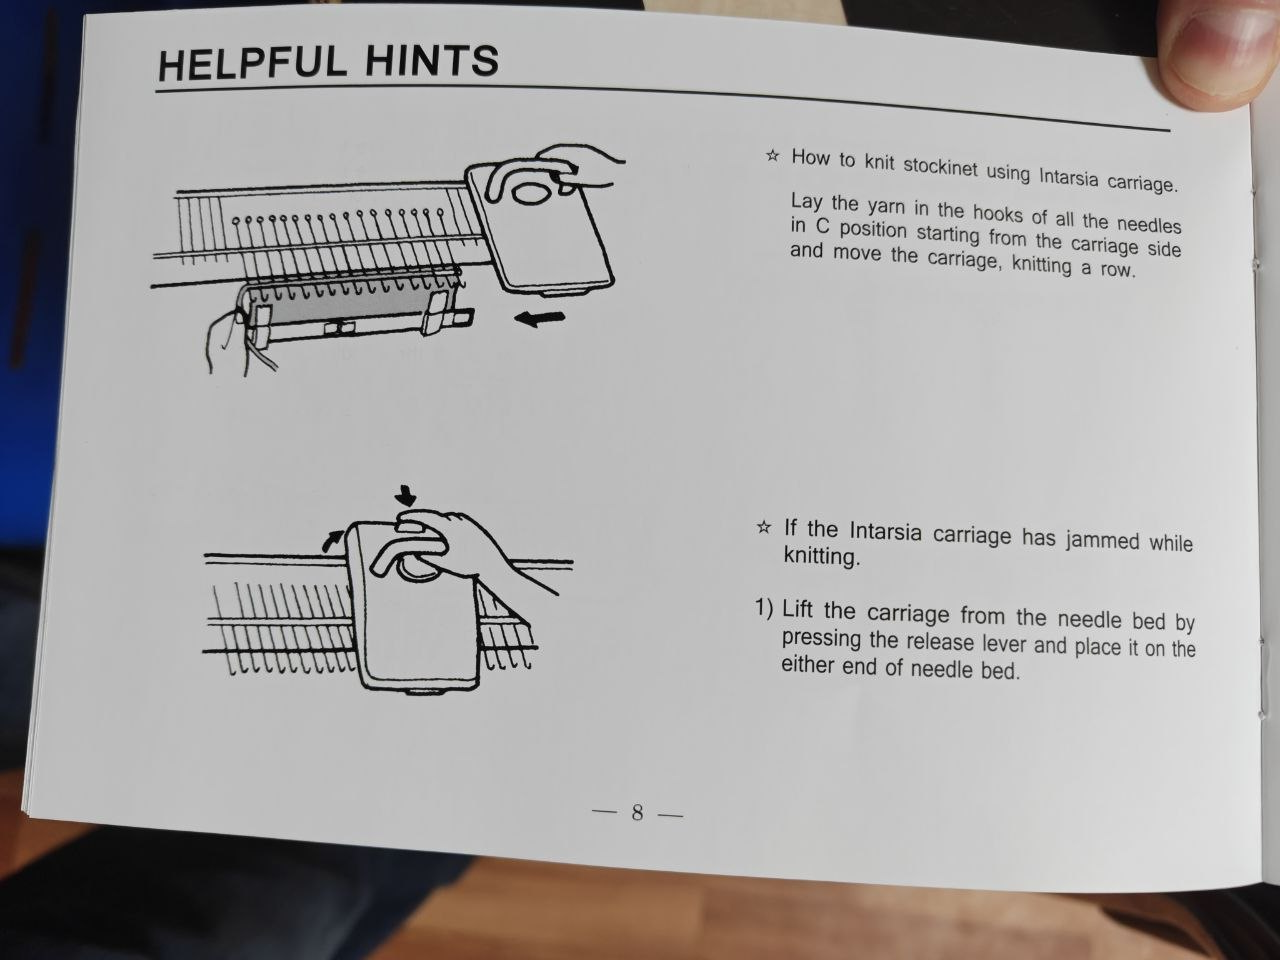 HELPFUL HINTS
☆ How to knit stockinet using Intarsia carriage.
Lay the yarn in the hooks of all the needles
in C position starting from the carriage side
and move the carriage, knitting a row.
☆ If the Intarsia carriage has jammed while
knitting.
1) Lift the carriage from the needle bed by
pressing the release lever and place it on the
either end of needle bed.
— 8 —